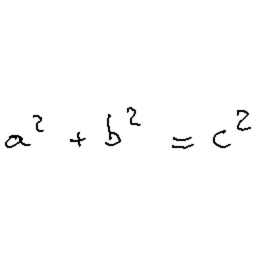 a² + b² = c²